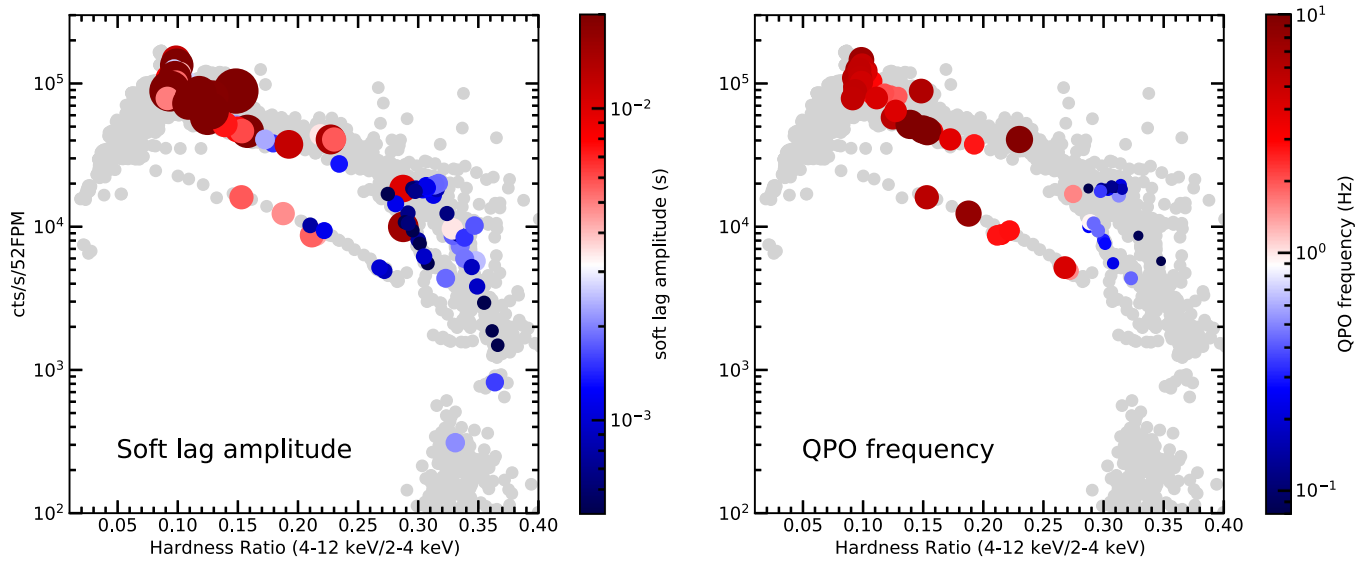 10^5
10^4
10^3
10^2
cts/s/52FPM
0.05 0.10 0.15 0.20 0.25 0.30 0.35 0.40
Hardness Ratio (4-12 keV/2-4 keV)
Soft lag amplitude
10^-2
10^-3
soft lag amplitude (s)
10^5
10^4
10^3
10^2
0.05 0.10 0.15 0.20 0.25 0.30 0.35 0.40
Hardness Ratio (4-12 keV/2-4 keV)
QPO frequency
10^1
10^0
10^-1
QPO frequency (Hz)